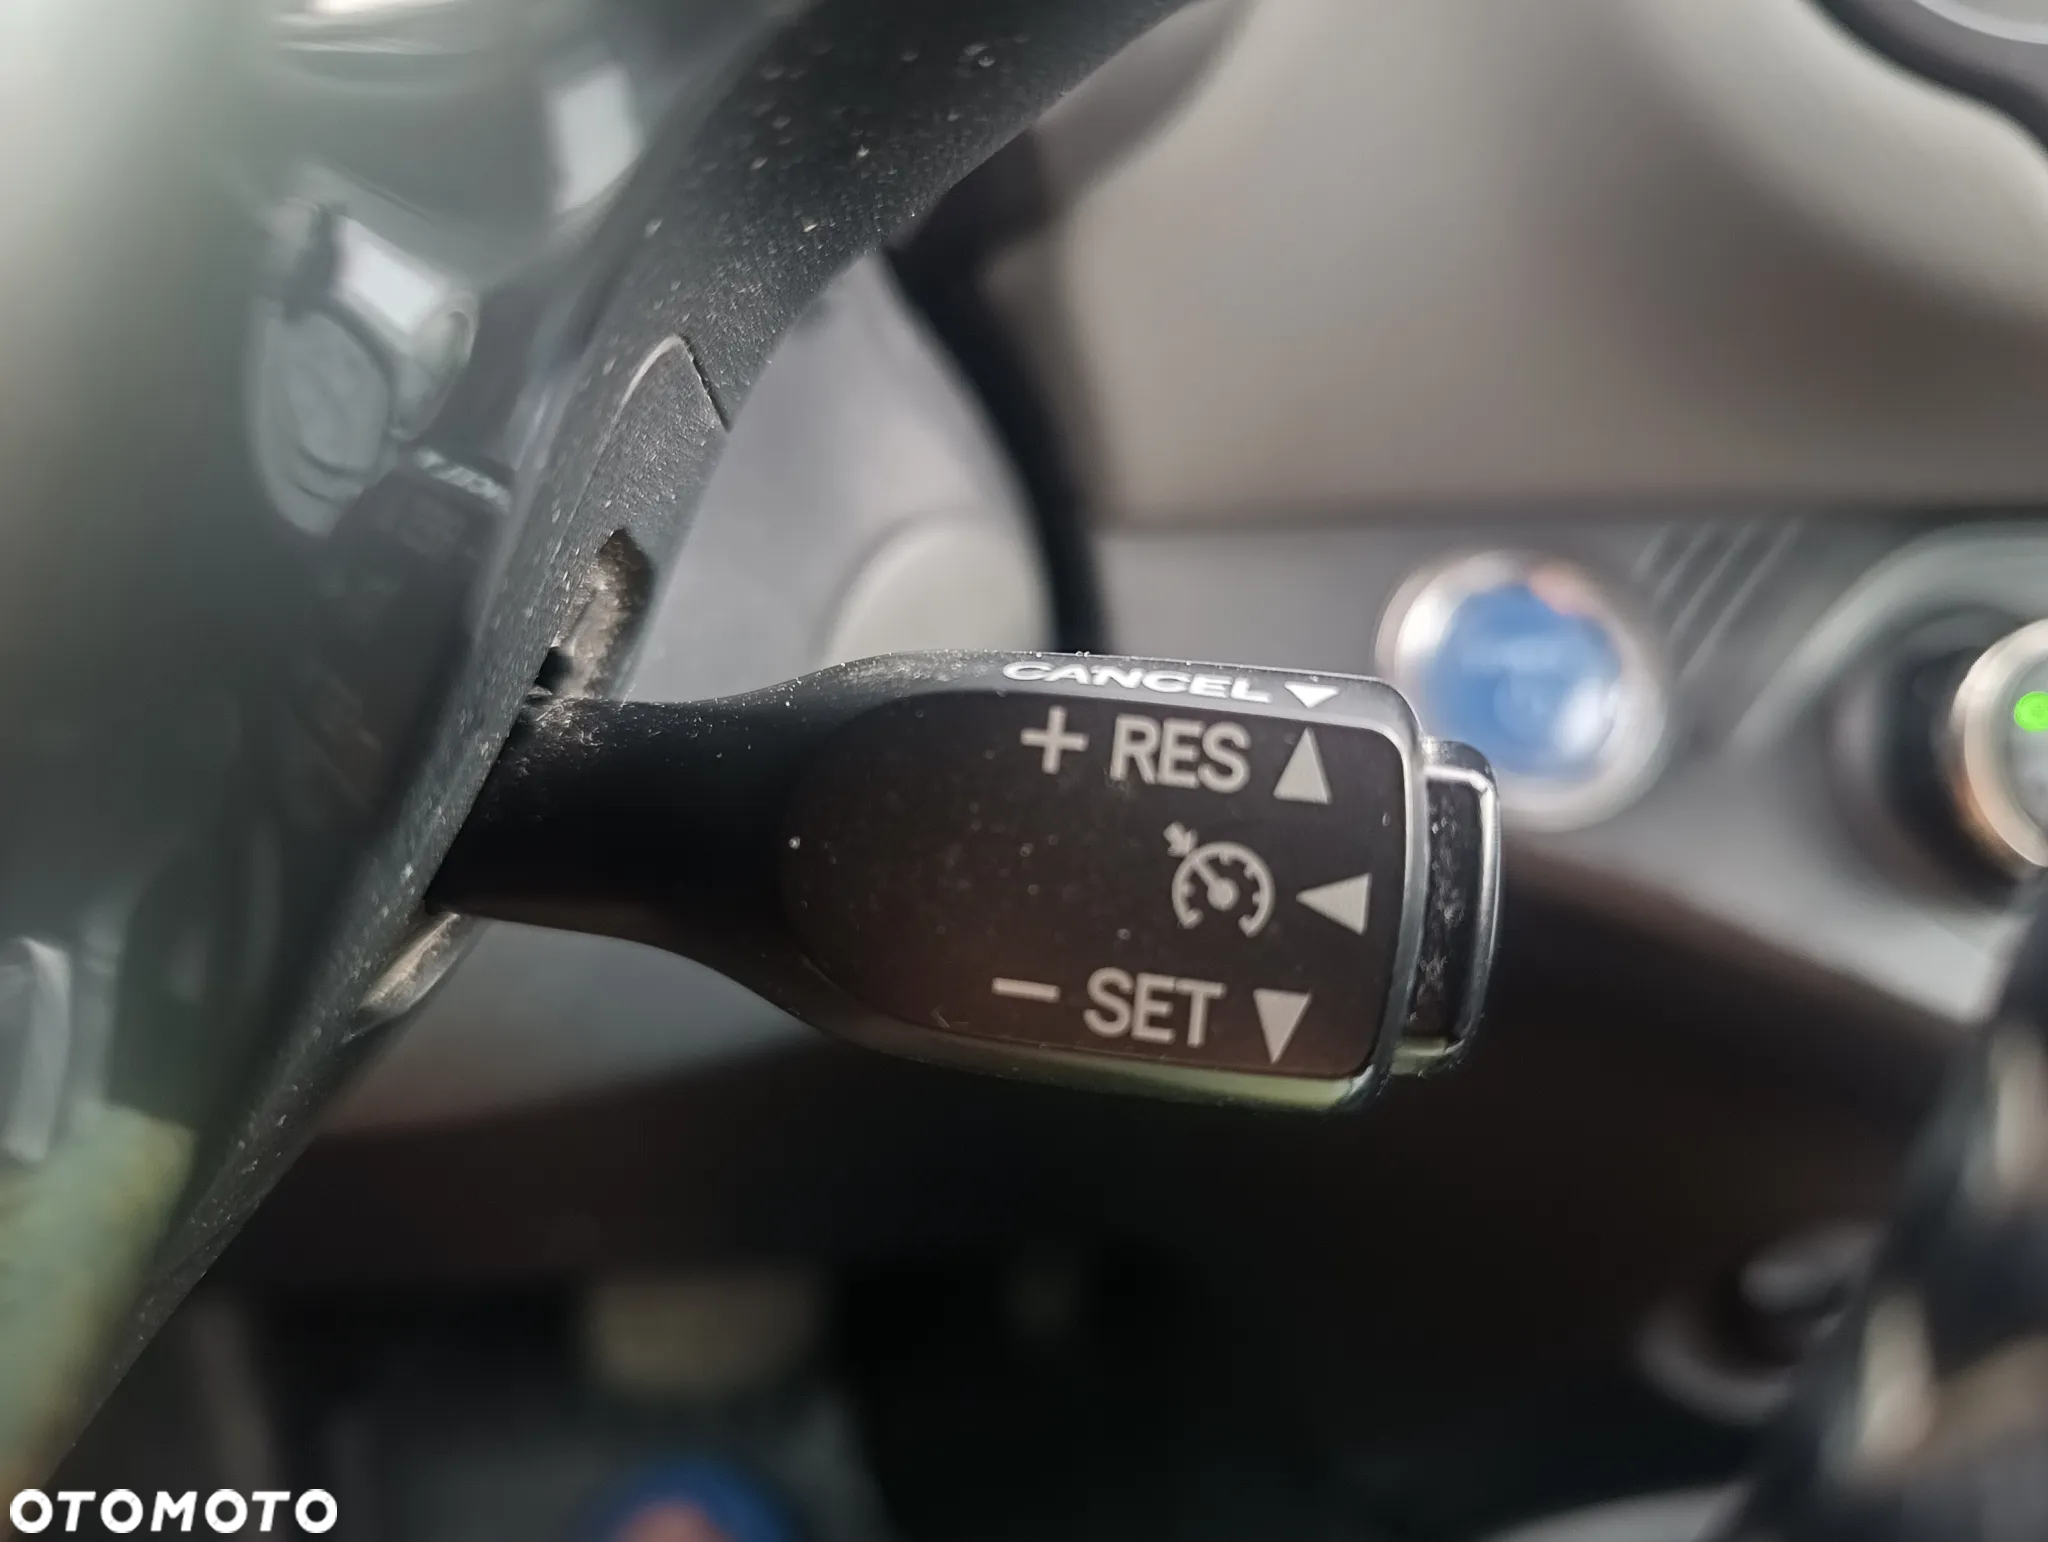 CANCEL
+ RES
- SET
OTOMOTO